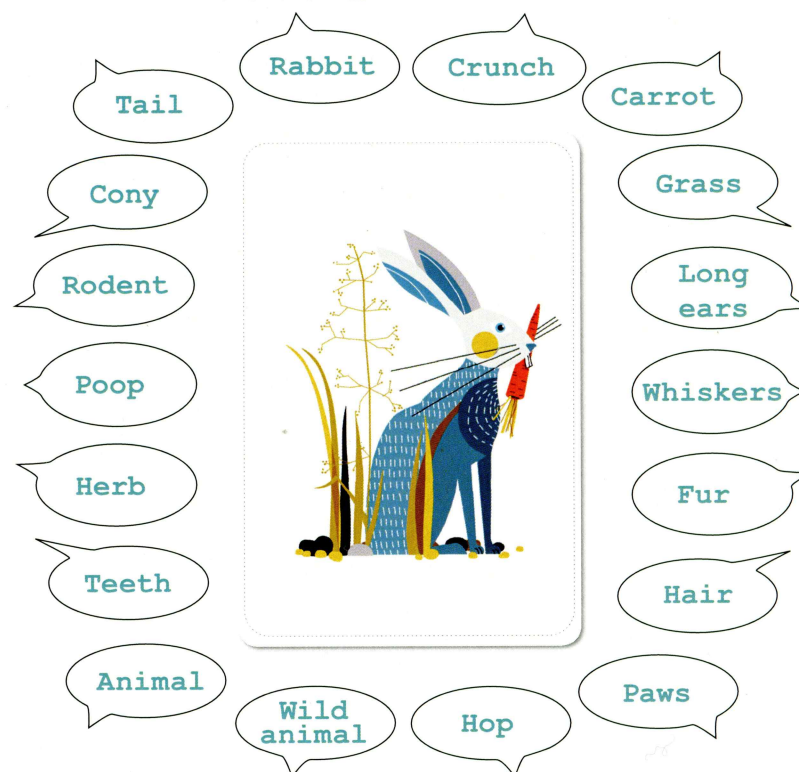 Rabbit
Crunch
Tail
Carrot
Cony
Grass
Rodent
Long
ears
Poop
Whiskers
Herb
Fur
Teeth
Hair
Animal
Paws
Wild
animal
Hop